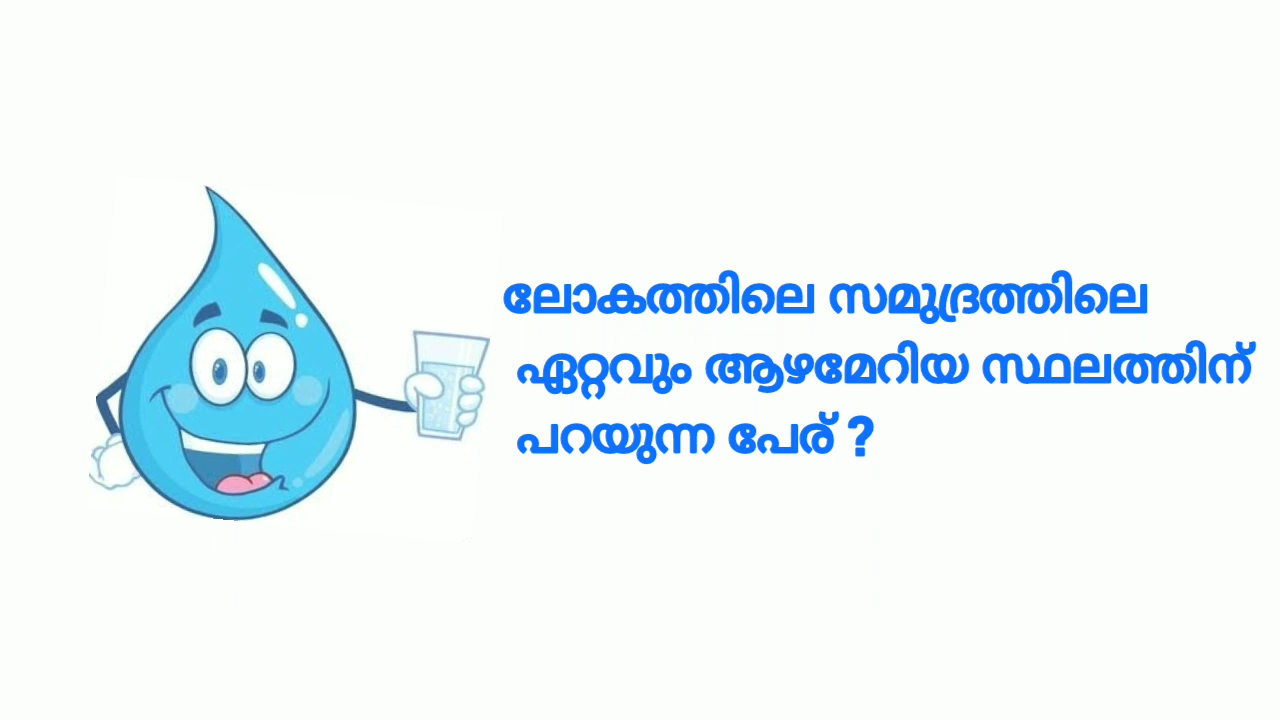 ലോകത്തിലെ സമുദ്രത്തിലെ
ഏറ്റവും ആഴമേറിയ സ്ഥലത്തിന്
പറയുന്ന പേര് ?